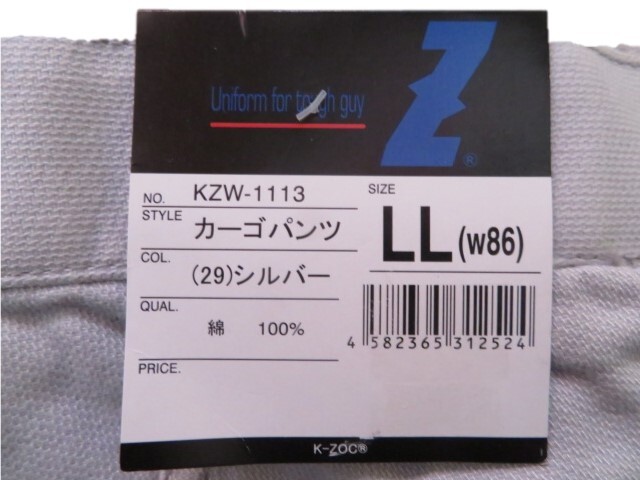 Uniform for tough guy
Z®
NO. KZW-1113
STYLE カーゴパンツ
COL. (29)シルバー
QUAL. 綿 100%
PRICE.
SIZE
LL(w86)
4 582365 312524
K-ZOC®